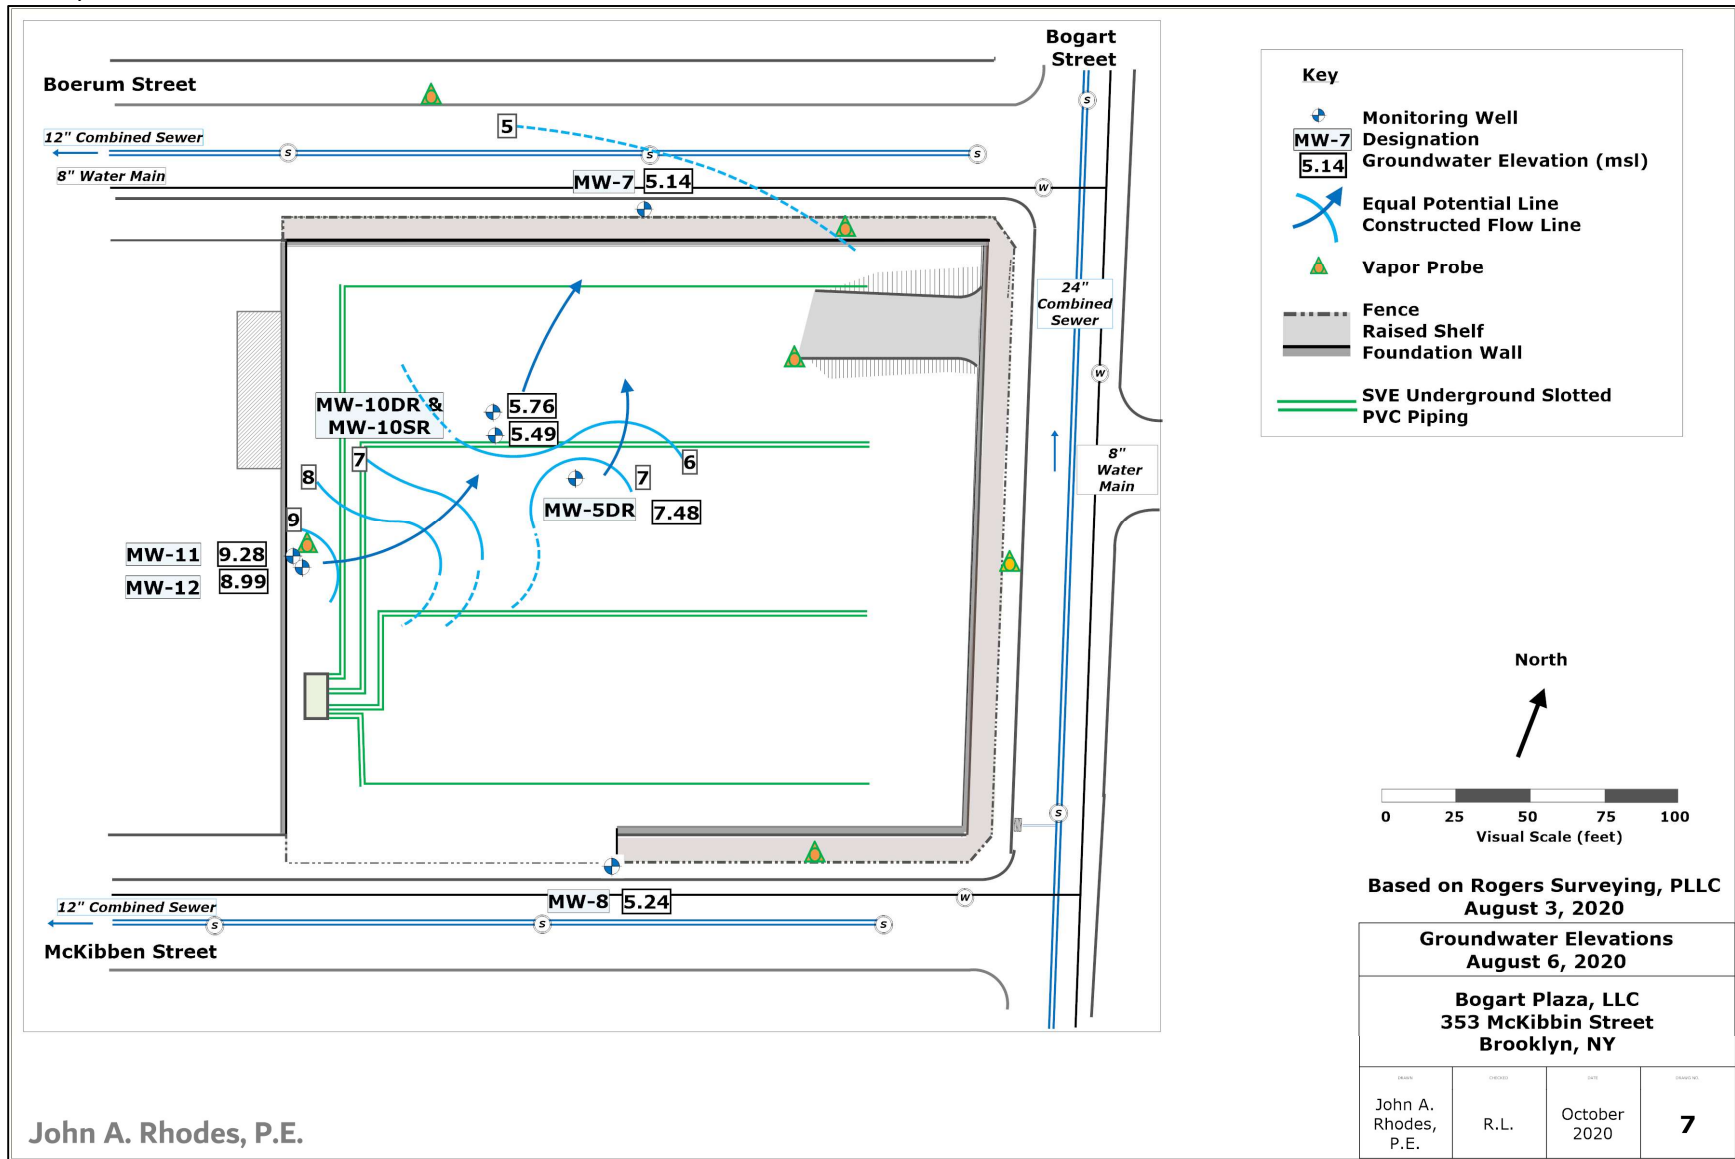 Bogart
Street
Boerum Street
5
12" Combined Sewer
S
S
S
S
8" Water Main
MW-7 5.14
W
24"
Combined
Sewer
W
MW-10DR &
MW-10SR
5.76
5.49
7
8
6
7
9
8"
Water
Main
MW-5DR 7.48
MW-11 9.28
MW-12 8.99
S
MW-8 5.24
W
12" Combined Sewer
S
S
S
McKibben Street
Key
Monitoring Well
MW-7 Designation
5.14 Groundwater Elevation (msl)
Equal Potential Line
Constructed Flow Line
Vapor Probe
Fence
Raised Shelf
Foundation Wall
SVE Underground Slotted
PVC Piping
North
0 25 50 75 100
Visual Scale (feet)
Based on Rogers Surveying, PLLC
August 3, 2020
Groundwater Elevations
August 6, 2020
Bogart Plaza, LLC
353 McKibbin Street
Brooklyn, NY
DRAWN CHECKED DATE DRAWING NO.
John A.
Rhodes,
P.E.
R.L.
October
2020
7
John A. Rhodes, P.E.